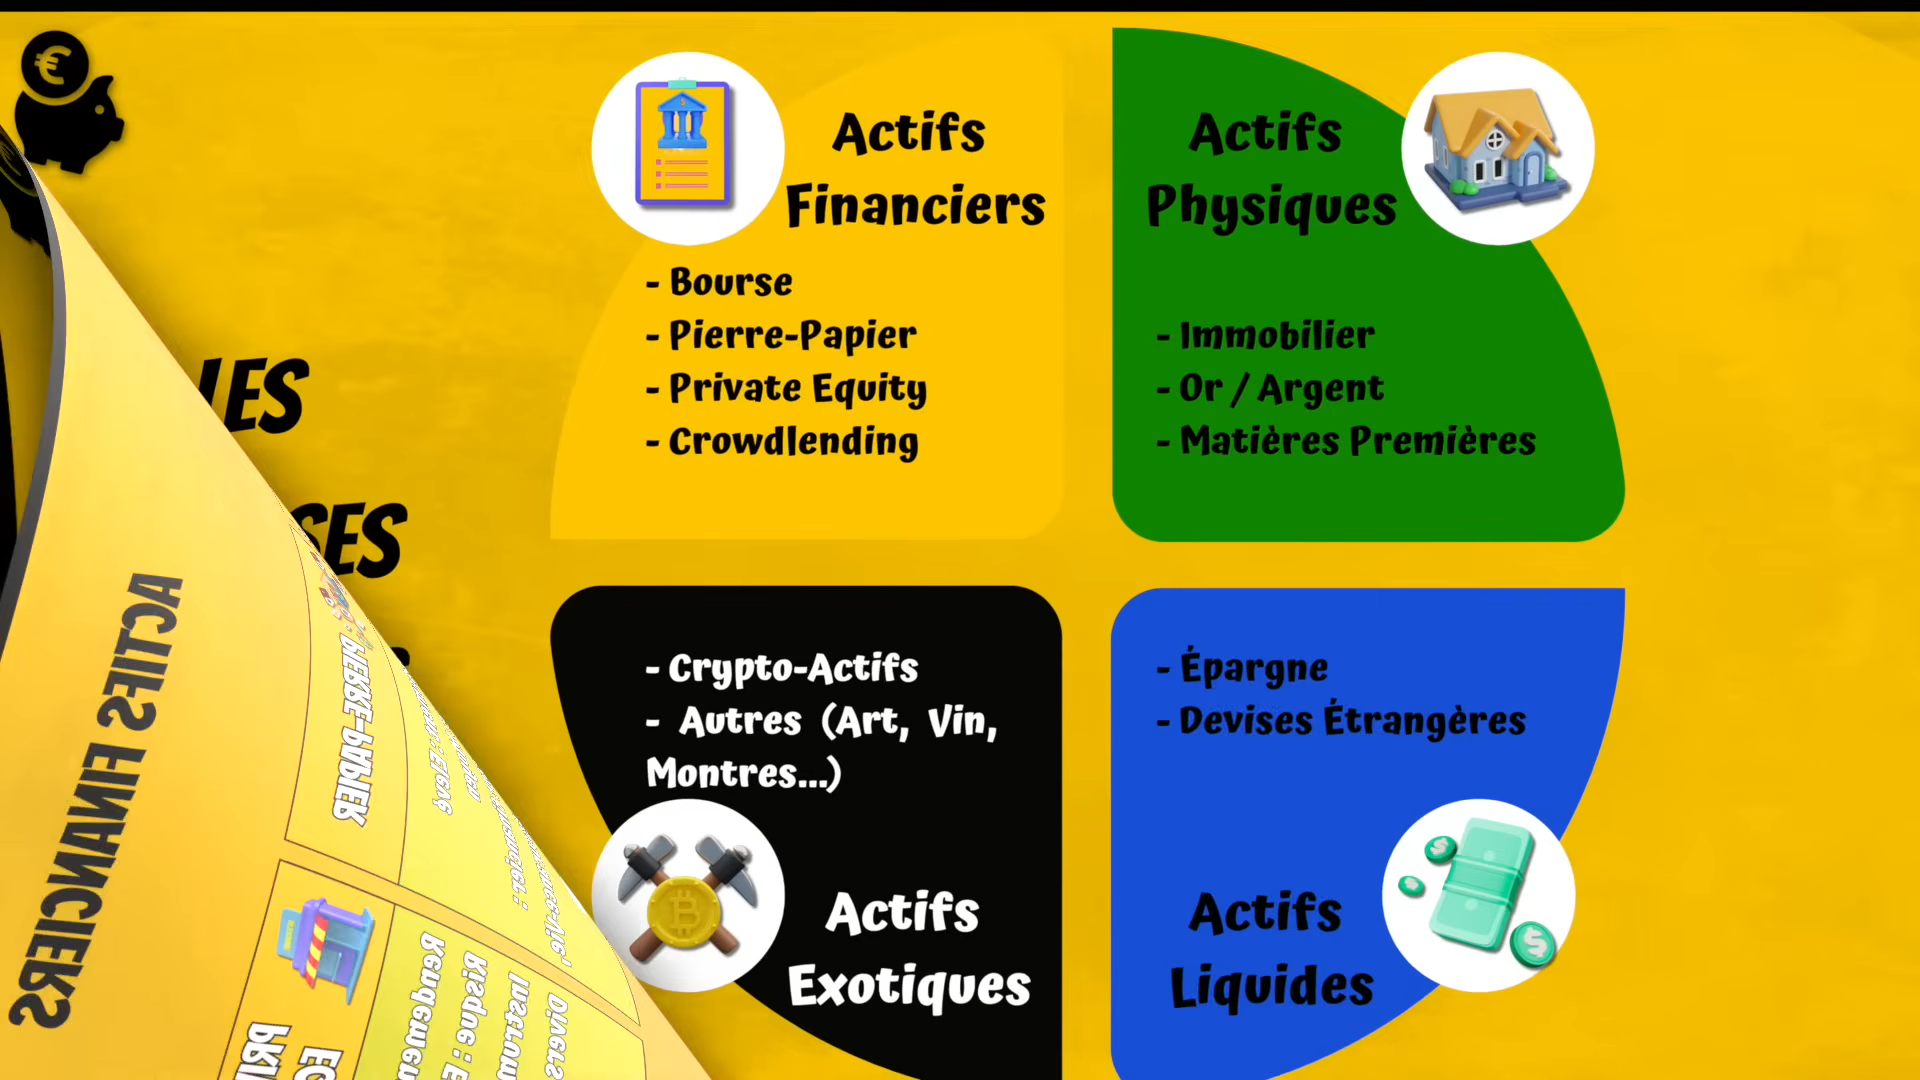 LES
Actifs
Financiers
- Bourse
- Pierre-Papier
- Private Equity
- Crowdlending
Actifs
Physiques
- Immobilier
- Or / Argent
- Matières Premières
- Crypto-Actifs
- Autres (Art, Vin,
Montres...)
Actifs
Exotiques
- Épargne
- Devises Étrangères
Actifs
Liquides
ACTIFS FINANCIERS
PIERRE-PAPIER